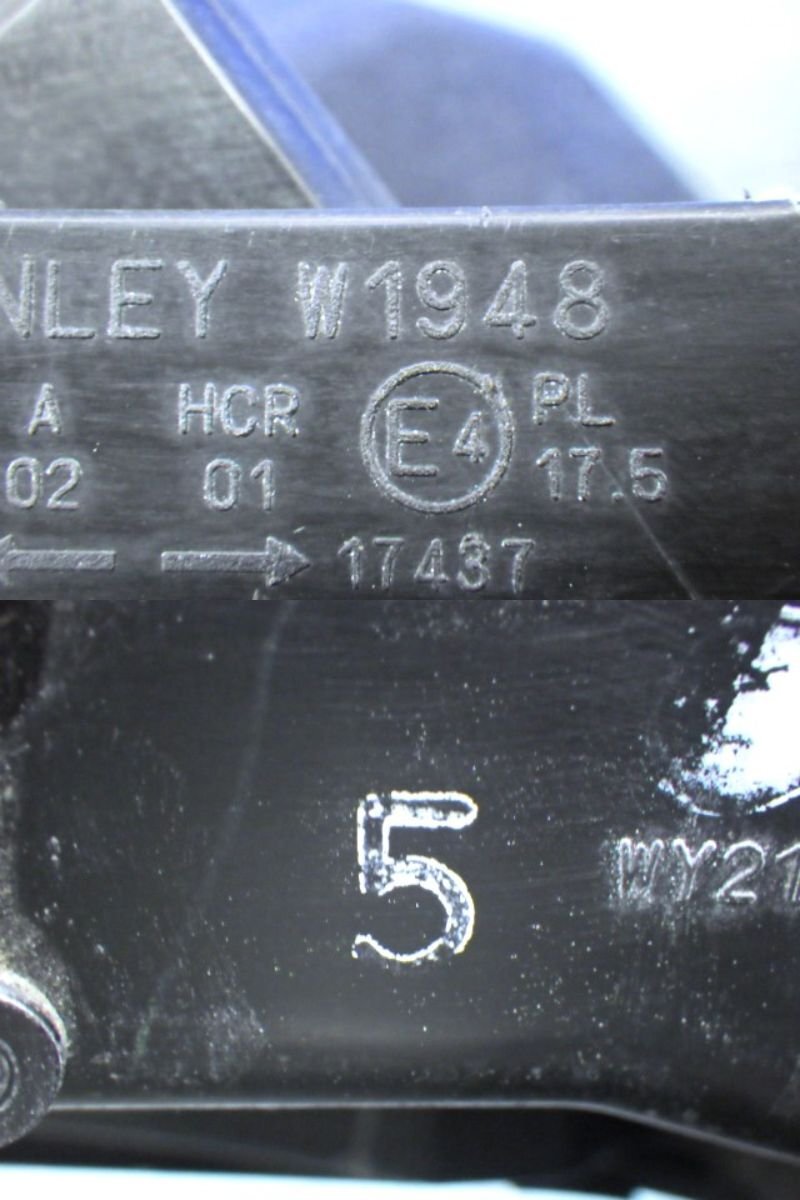 NLEY W1948
A HCR E4 PL
02 01 17.5
← → 17437
5
WY21